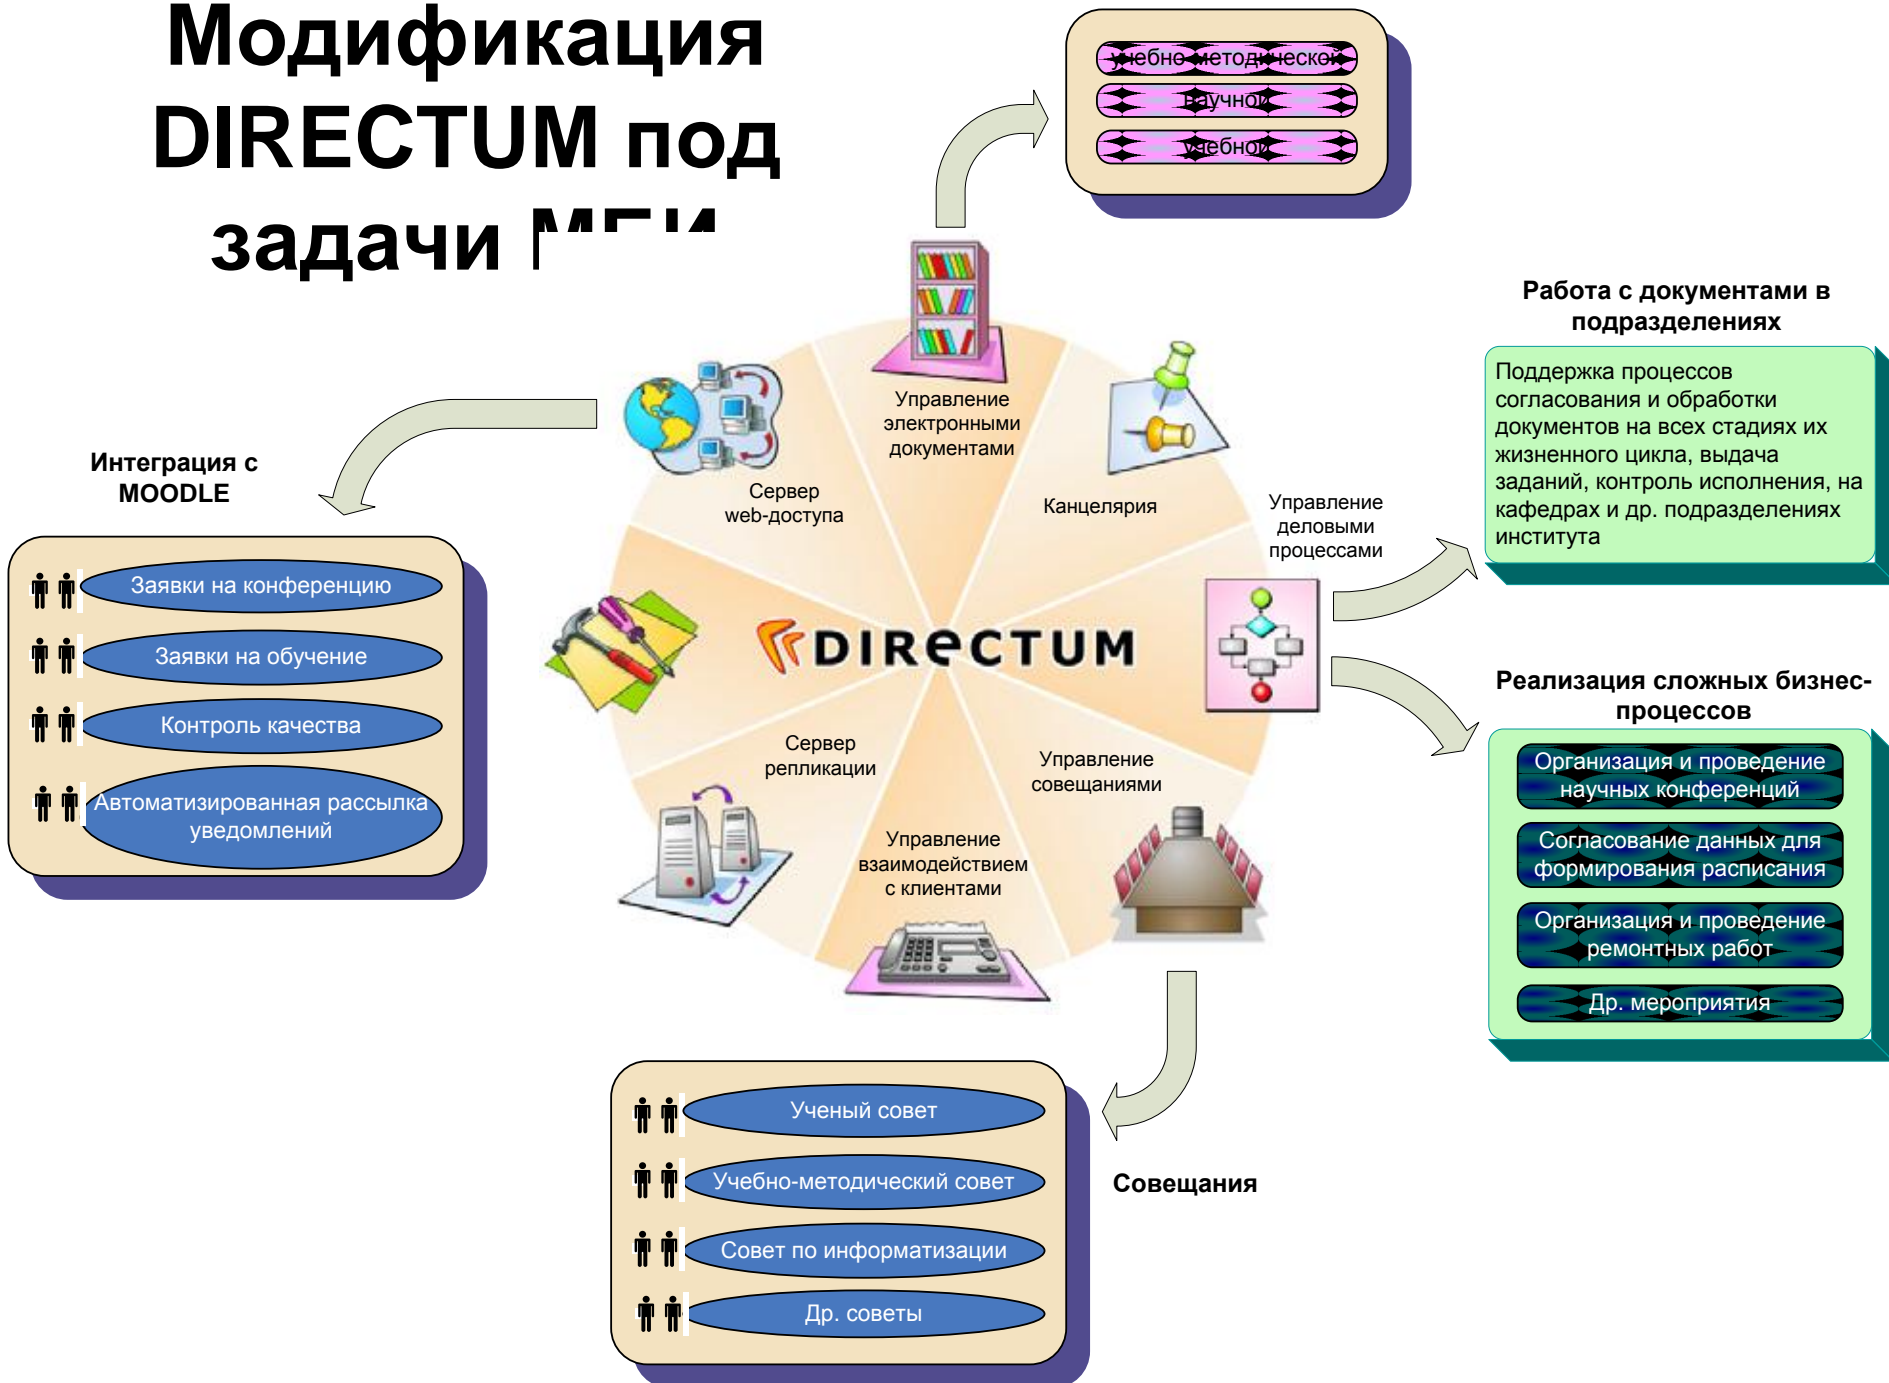 Модификация
DIRECTUM под
задачи МБИ
учебно-методической
научной
учебной
Управление
электронными
документами
Канцелярия
Сервер
web-доступа
Управление
деловыми
процессами
DIRECTUM
Сервер
репликации
Управление
совещаниями
Управление
взаимодействием
с клиентами
Интеграция с
MOODLE
Заявки на конференцию
Заявки на обучение
Контроль качества
Автоматизированная рассылка
уведомлений
Работа с документами в
подразделениях
Поддержка процессов
согласования и обработки
документов на всех стадиях их
жизненного цикла, выдача
заданий, контроль исполнения, на
кафедрах и др. подразделениях
института
Реализация сложных бизнес-
процессов
Организация и проведение
научных конференций
Согласование данных для
формирования расписания
Организация и проведение
ремонтных работ
Др. мероприятия
Ученый совет
Учебно-методический совет
Совет по информатизации
Др. советы
Совещания